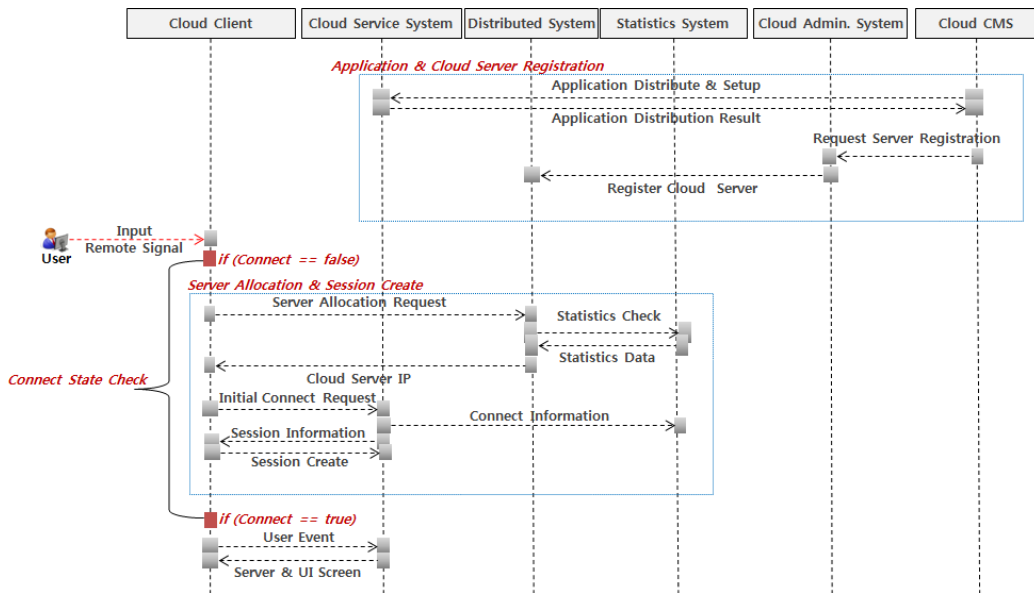 Cloud Client
Cloud Service System
Distributed System
Statistics System
Cloud Admin. System
Cloud CMS
Application & Cloud Server Registration
Application Distribute & Setup
Application Distribution Result
Request Server Registration
Register Cloud Server
Input
Remote Signal
User
if (Connect == false)
Server Allocation & Session Create
Server Allocation Request
Statistics Check
Statistics Data
Connect State Check
Cloud Server IP
Initial Connect Request
Connect Information
Session Information
Session Create
if (Connect == true)
User Event
Server & UI Screen